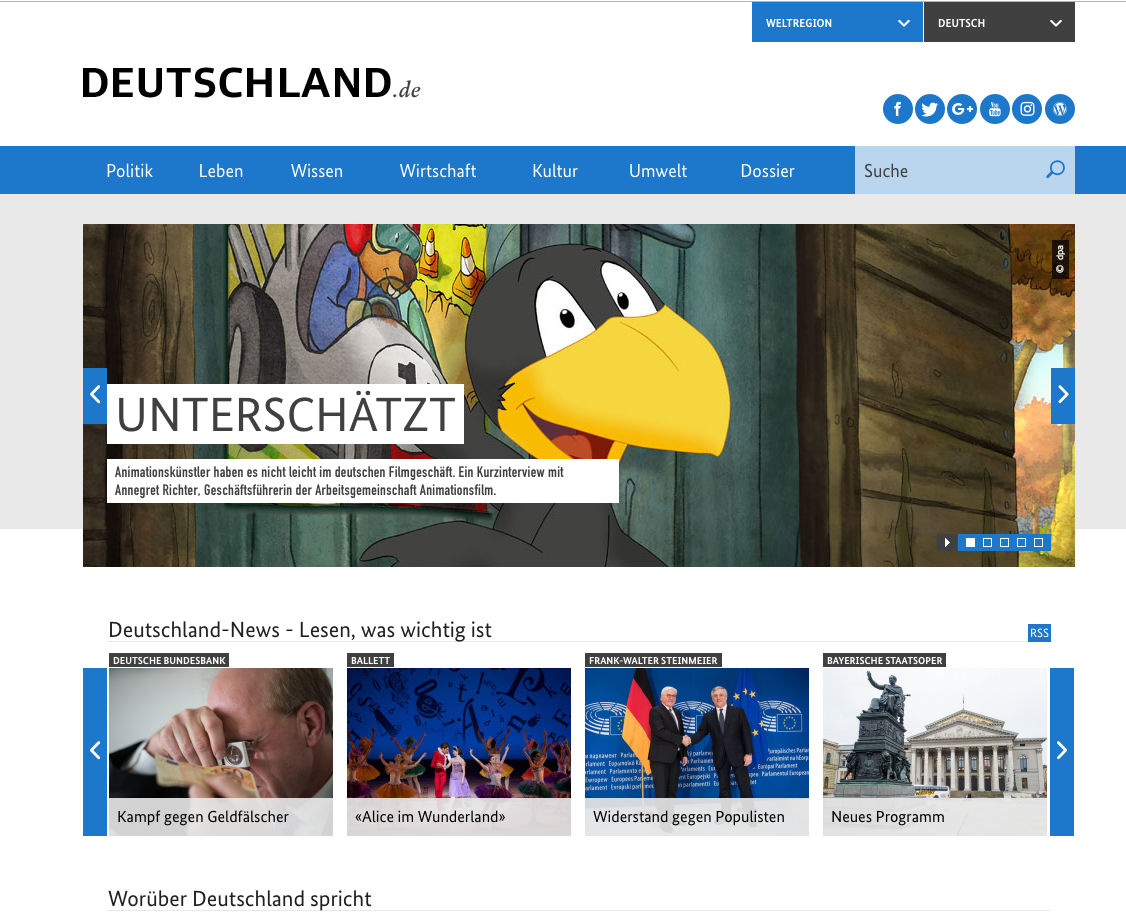 WELTREGION
DEUTSCH
DEUTSCHLAND.de
Politik
Leben
Wissen
Wirtschaft
Kultur
Umwelt
Dossier
Suche
© dpa
1
UNTERSCHÄTZT
Animationskünstler haben es nicht leicht im deutschen Filmgeschäft. Ein Kurzinterview mit
Annegret Richter, Geschäftsführerin der Arbeitsgemeinschaft Animationsfilm.
Deutschland-News - Lesen, was wichtig ist
RSS
DEUTSCHE BUNDESBANK
BALLETT
FRANK-WALTER STEINMEIER
BAYERISCHE STAATSOPER
Kampf gegen Geldfälscher
«Alice im Wunderland»
Widerstand gegen Populisten
Neues Programm
Worüber Deutschland spricht